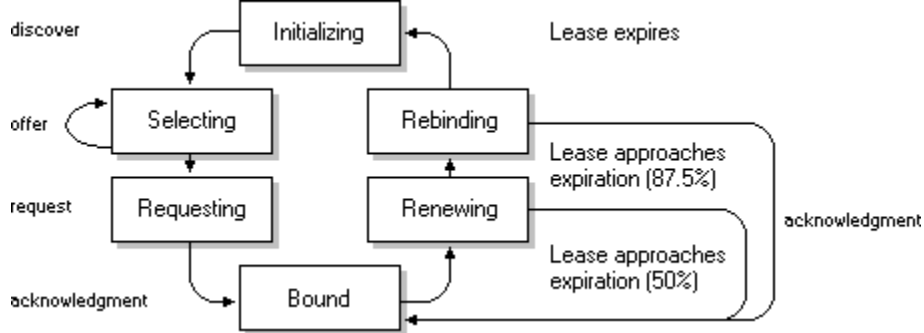 discover
Initializing
Lease expires
offer
Selecting
Rebinding
Lease approaches
expiration (87.5%)
request
Requesting
Renewing
acknowledgment
Lease approaches
expiration (50%)
acknowledgment
Bound